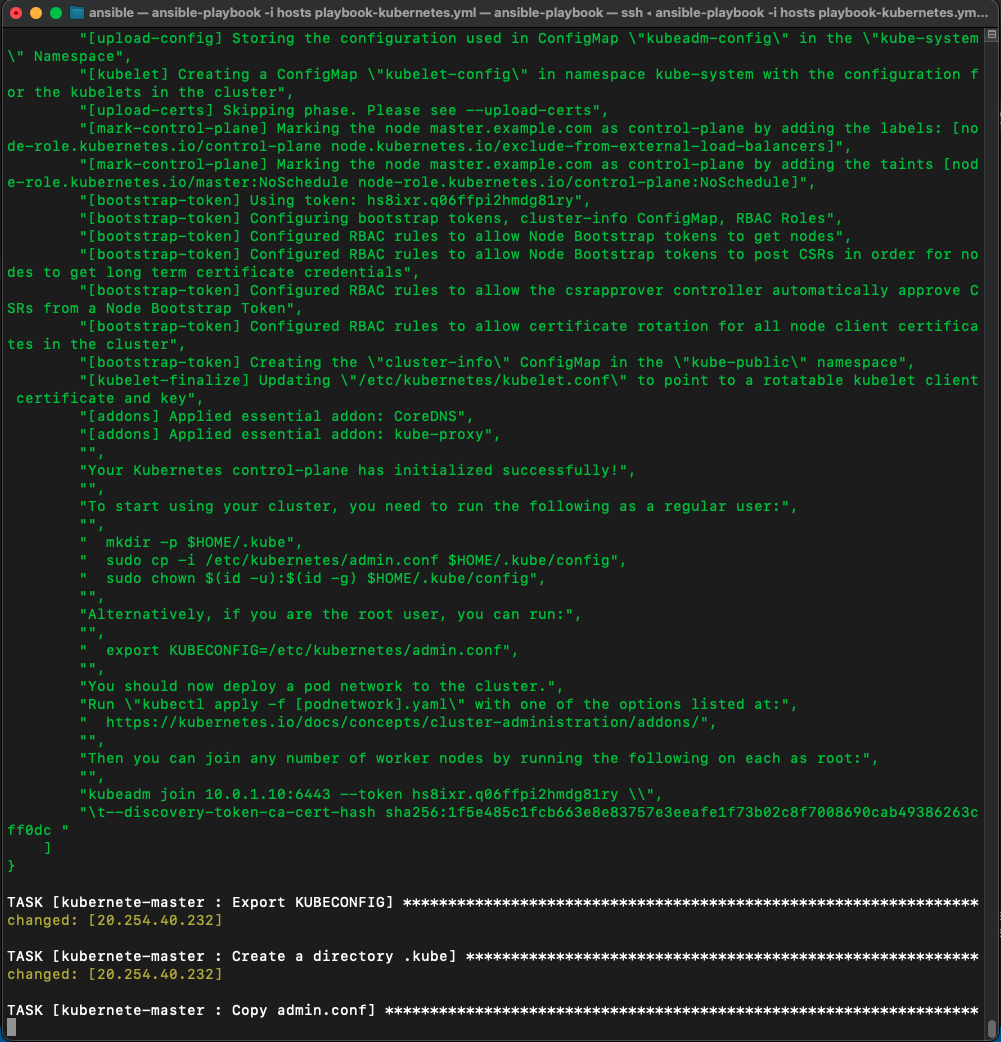 ansible — ansible-playbook -i hosts playbook-kubernetes.yml — ansible-playbook — ssh ◂ ansible-playbook -i hosts playbook-kubernetes.ym...
"[upload-config] Storing the configuration used in ConfigMap \"kubeadm-config\" in the \"kube-system
\" Namespace",
"[kubelet] Creating a ConfigMap \"kubelet-config\" in namespace kube-system with the configuration f
or the kubelets in the cluster",
"[upload-certs] Skipping phase. Please see --upload-certs",
"[mark-control-plane] Marking the node master.example.com as control-plane by adding the labels: [no
de-role.kubernetes.io/control-plane node.kubernetes.io/exclude-from-external-load-balancers]",
"[mark-control-plane] Marking the node master.example.com as control-plane by adding the taints [nod
e-role.kubernetes.io/master:NoSchedule node-role.kubernetes.io/control-plane:NoSchedule]",
"[bootstrap-token] Using token: hs8ixr.q06ffpi2hmdg81ry",
"[bootstrap-token] Configuring bootstrap tokens, cluster-info ConfigMap, RBAC Roles",
"[bootstrap-token] Configured RBAC rules to allow Node Bootstrap tokens to get nodes",
"[bootstrap-token] Configured RBAC rules to allow Node Bootstrap tokens to post CSRs in order for no
des to get long term certificate credentials",
"[bootstrap-token] Configured RBAC rules to allow the csrapprover controller automatically approve C
SRs from a Node Bootstrap Token",
"[bootstrap-token] Configured RBAC rules to allow certificate rotation for all node client certifica
tes in the cluster",
"[bootstrap-token] Creating the \"cluster-info\" ConfigMap in the \"kube-public\" namespace",
"[kubelet-finalize] Updating \"/etc/kubernetes/kubelet.conf\" to point to a rotatable kubelet client
certificate and key",
"[addons] Applied essential addon: CoreDNS",
"[addons] Applied essential addon: kube-proxy",
"",
"Your Kubernetes control-plane has initialized successfully!",
"",
"To start using your cluster, you need to run the following as a regular user:",
"",
"  mkdir -p $HOME/.kube",
"  sudo cp -i /etc/kubernetes/admin.conf $HOME/.kube/config",
"  sudo chown $(id -u):$(id -g) $HOME/.kube/config",
"",
"Alternatively, if you are the root user, you can run:",
"",
"  export KUBECONFIG=/etc/kubernetes/admin.conf",
"",
"You should now deploy a pod network to the cluster.",
"Run \"kubectl apply -f [podnetwork].yaml\" with one of the options listed at:",
"  https://kubernetes.io/docs/concepts/cluster-administration/addons/",
"",
"Then you can join any number of worker nodes by running the following on each as root:",
"",
"kubeadm join 10.0.1.10:6443 --token hs8ixr.q06ffpi2hmdg81ry \\",
"\t--discovery-token-ca-cert-hash sha256:1f5e485c1fcb663e8e83757e3eeafe1f73b02c8f7008690cab49386263c
ff0dc "
]
}
TASK [kubernete-master : Export KUBECONFIG] ****************************************************************
changed: [20.254.40.232]
TASK [kubernete-master : Create a directory .kube] *********************************************************
changed: [20.254.40.232]
TASK [kubernete-master : Copy admin.conf] ******************************************************************